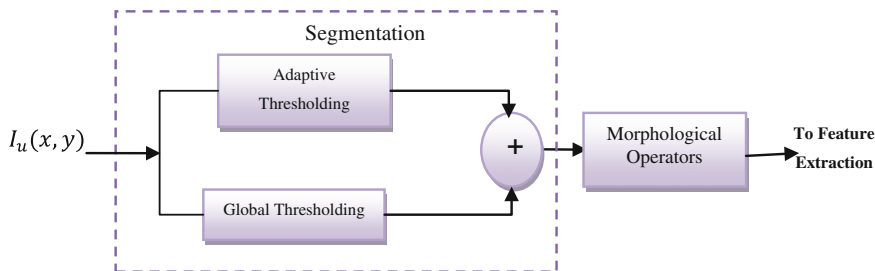 Segmentation
Adaptive
Thresholding
I_u(x, y)
+
Morphological
Operators
To Feature
Extraction
Global Thresholding